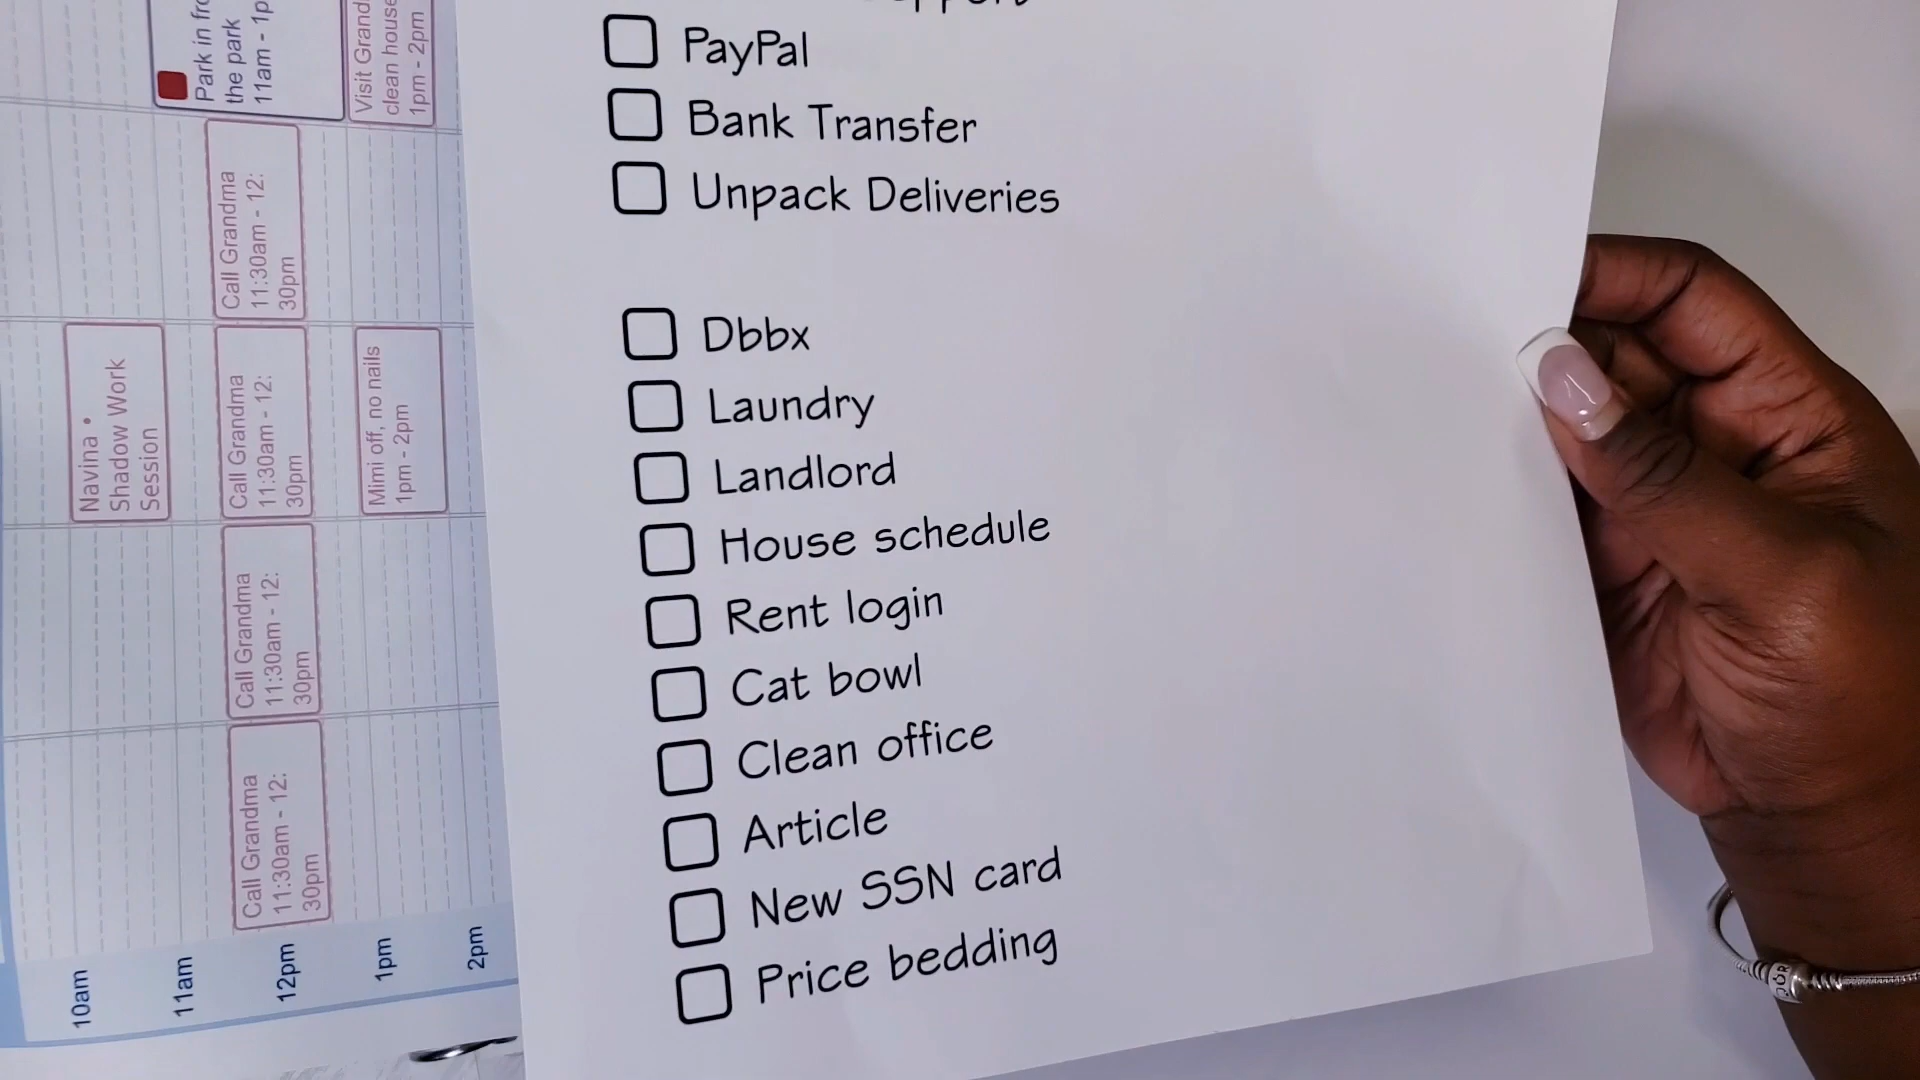 PayPal
Bank Transfer
Unpack Deliveries
Dbbx
Laundry
Landlord
House schedule
Rent login
Cat bowl
Clean office
Article
New SSN card
Price bedding
Park in
the park
11am - 1p
Visit Grand
clean house
1pm - 2pm
Call Grandma
11:30am - 12:
30pm
Navina •
Shadow Work
Session
Call Grandma
11:30am - 12:
30pm
Mimi off, no nails
1pm - 2pm
Call Grandma
11:30am - 12:
30pm
Call Grandma
11:30am - 12:
30pm
10am
11am
12pm
1pm
2pm